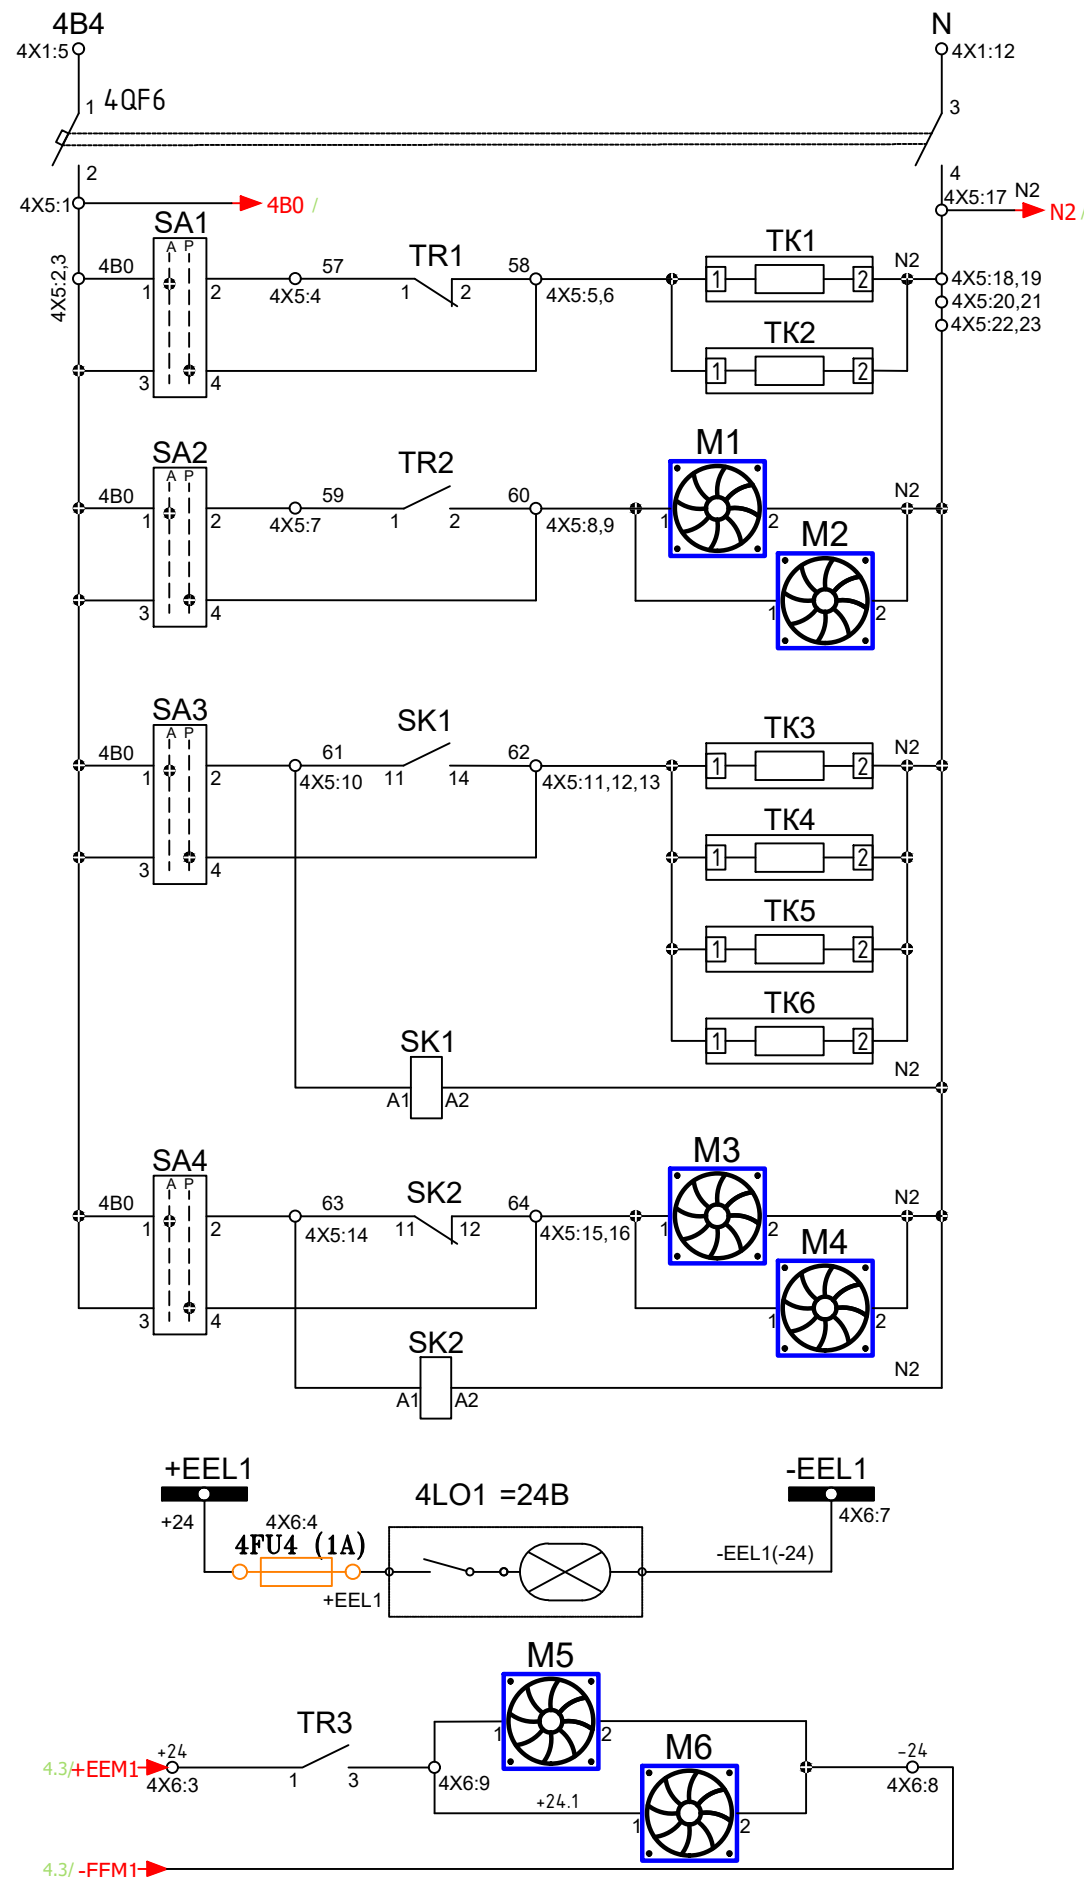 4B4
N
4X1:5
4X1:12
1
4QF6
3
2
4
4X5:1
4B0 /
4X5:17
N2
N2 /
SA1
A P
4X5:2,3
4B0
1
2
57
4X5:4
TR1
1
2
58
4X5:5,6
TK1
1
2
N2
4X5:18,19
4X5:20,21
4X5:22,23
3
4
TK2
1
2
SA2
A P
4B0
1
2
59
4X5:7
TR2
1
2
60
4X5:8,9
M1
1
2
N2
M2
3
4
1
2
SA3
A P
4B0
1
2
61
4X5:10
SK1
11
14
62
4X5:11,12,13
TK3
1
2
N2
3
4
TK4
1
2
TK5
1
2
TK6
1
2
SK1
A1
A2
N2
SA4
A P
4B0
1
2
63
4X5:14
SK2
11
12
64
4X5:15,16
M3
1
2
N2
M4
3
4
1
2
SK2
A1
A2
N2
+EEL1
-EEL1
4LO1 =24B
+24
4X6:4
4X6:7
4FU4 (1A)
+EEL1
-EEL1(-24)
M5
1
2
TR3
M6
4.3/+EEM1
+24
4X6:3
1
3
4X6:9
-24
4X6:8
+24.1
1
2
4.3/ -FFM1